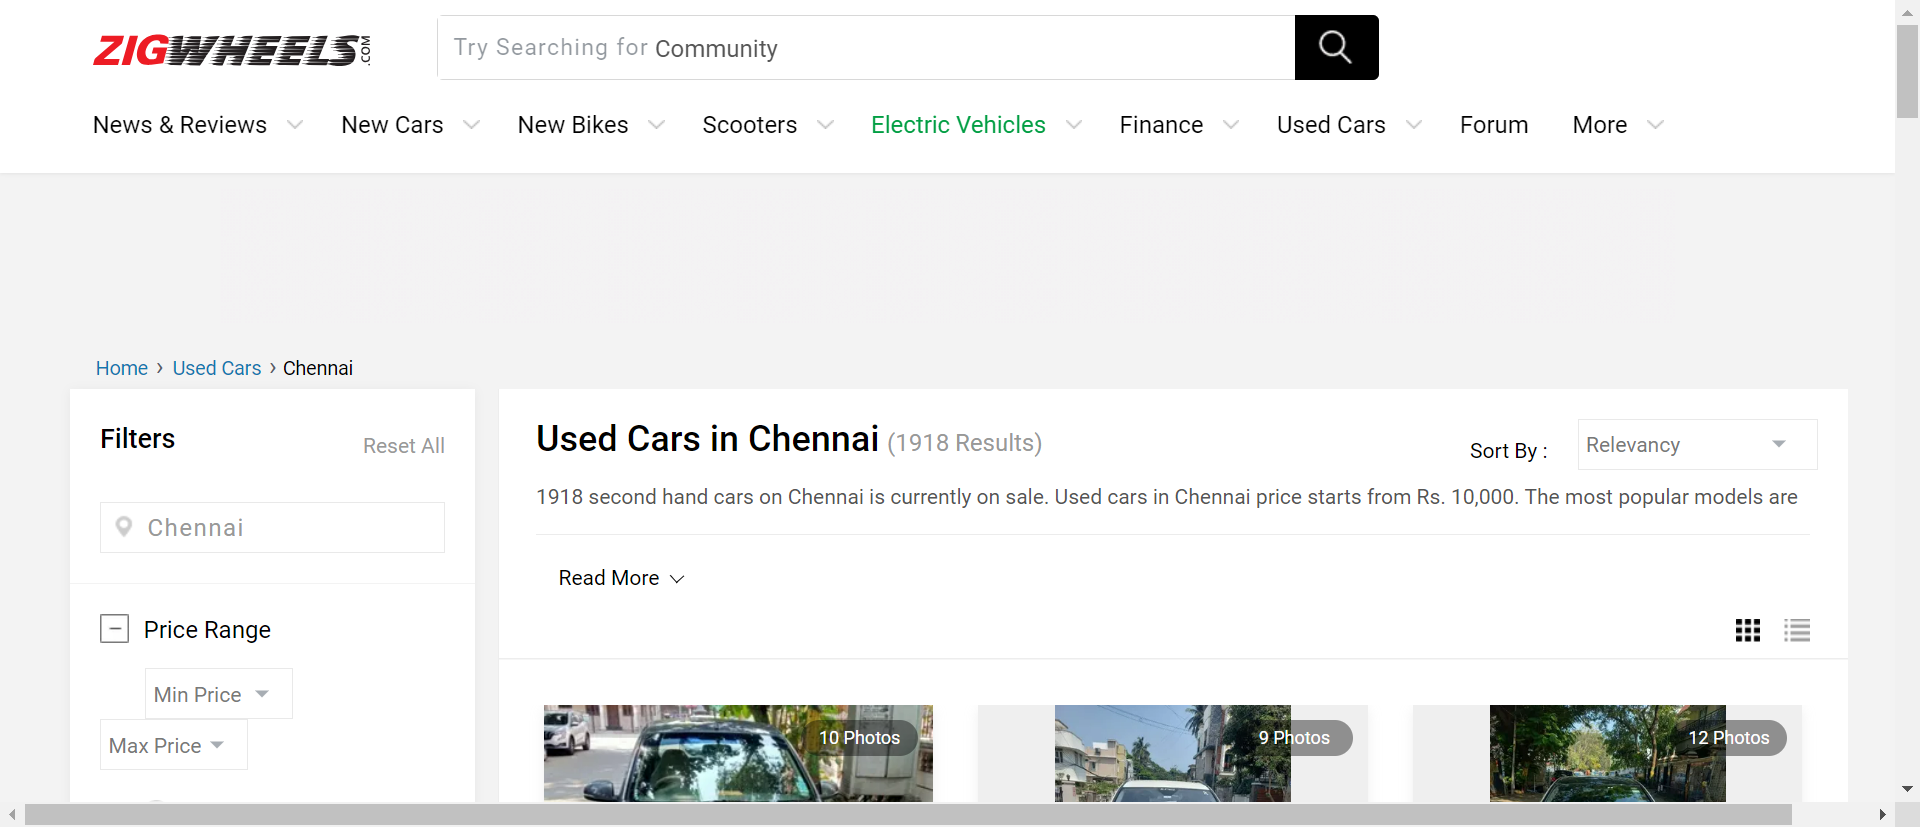 ZIGWHEELS.COM
Try Searching for Community
News & Reviews New Cars New Bikes Scooters Electric Vehicles Finance Used Cars Forum More
Home › Used Cars › Chennai
Filters
Reset All
Chennai
Price Range
Min Price
Max Price
Used Cars in Chennai (1918 Results)
Sort By : Relevancy
1918 second hand cars on Chennai is currently on sale. Used cars in Chennai price starts from Rs. 10,000. The most popular models are
Read More
10 Photos
9 Photos
12 Photos